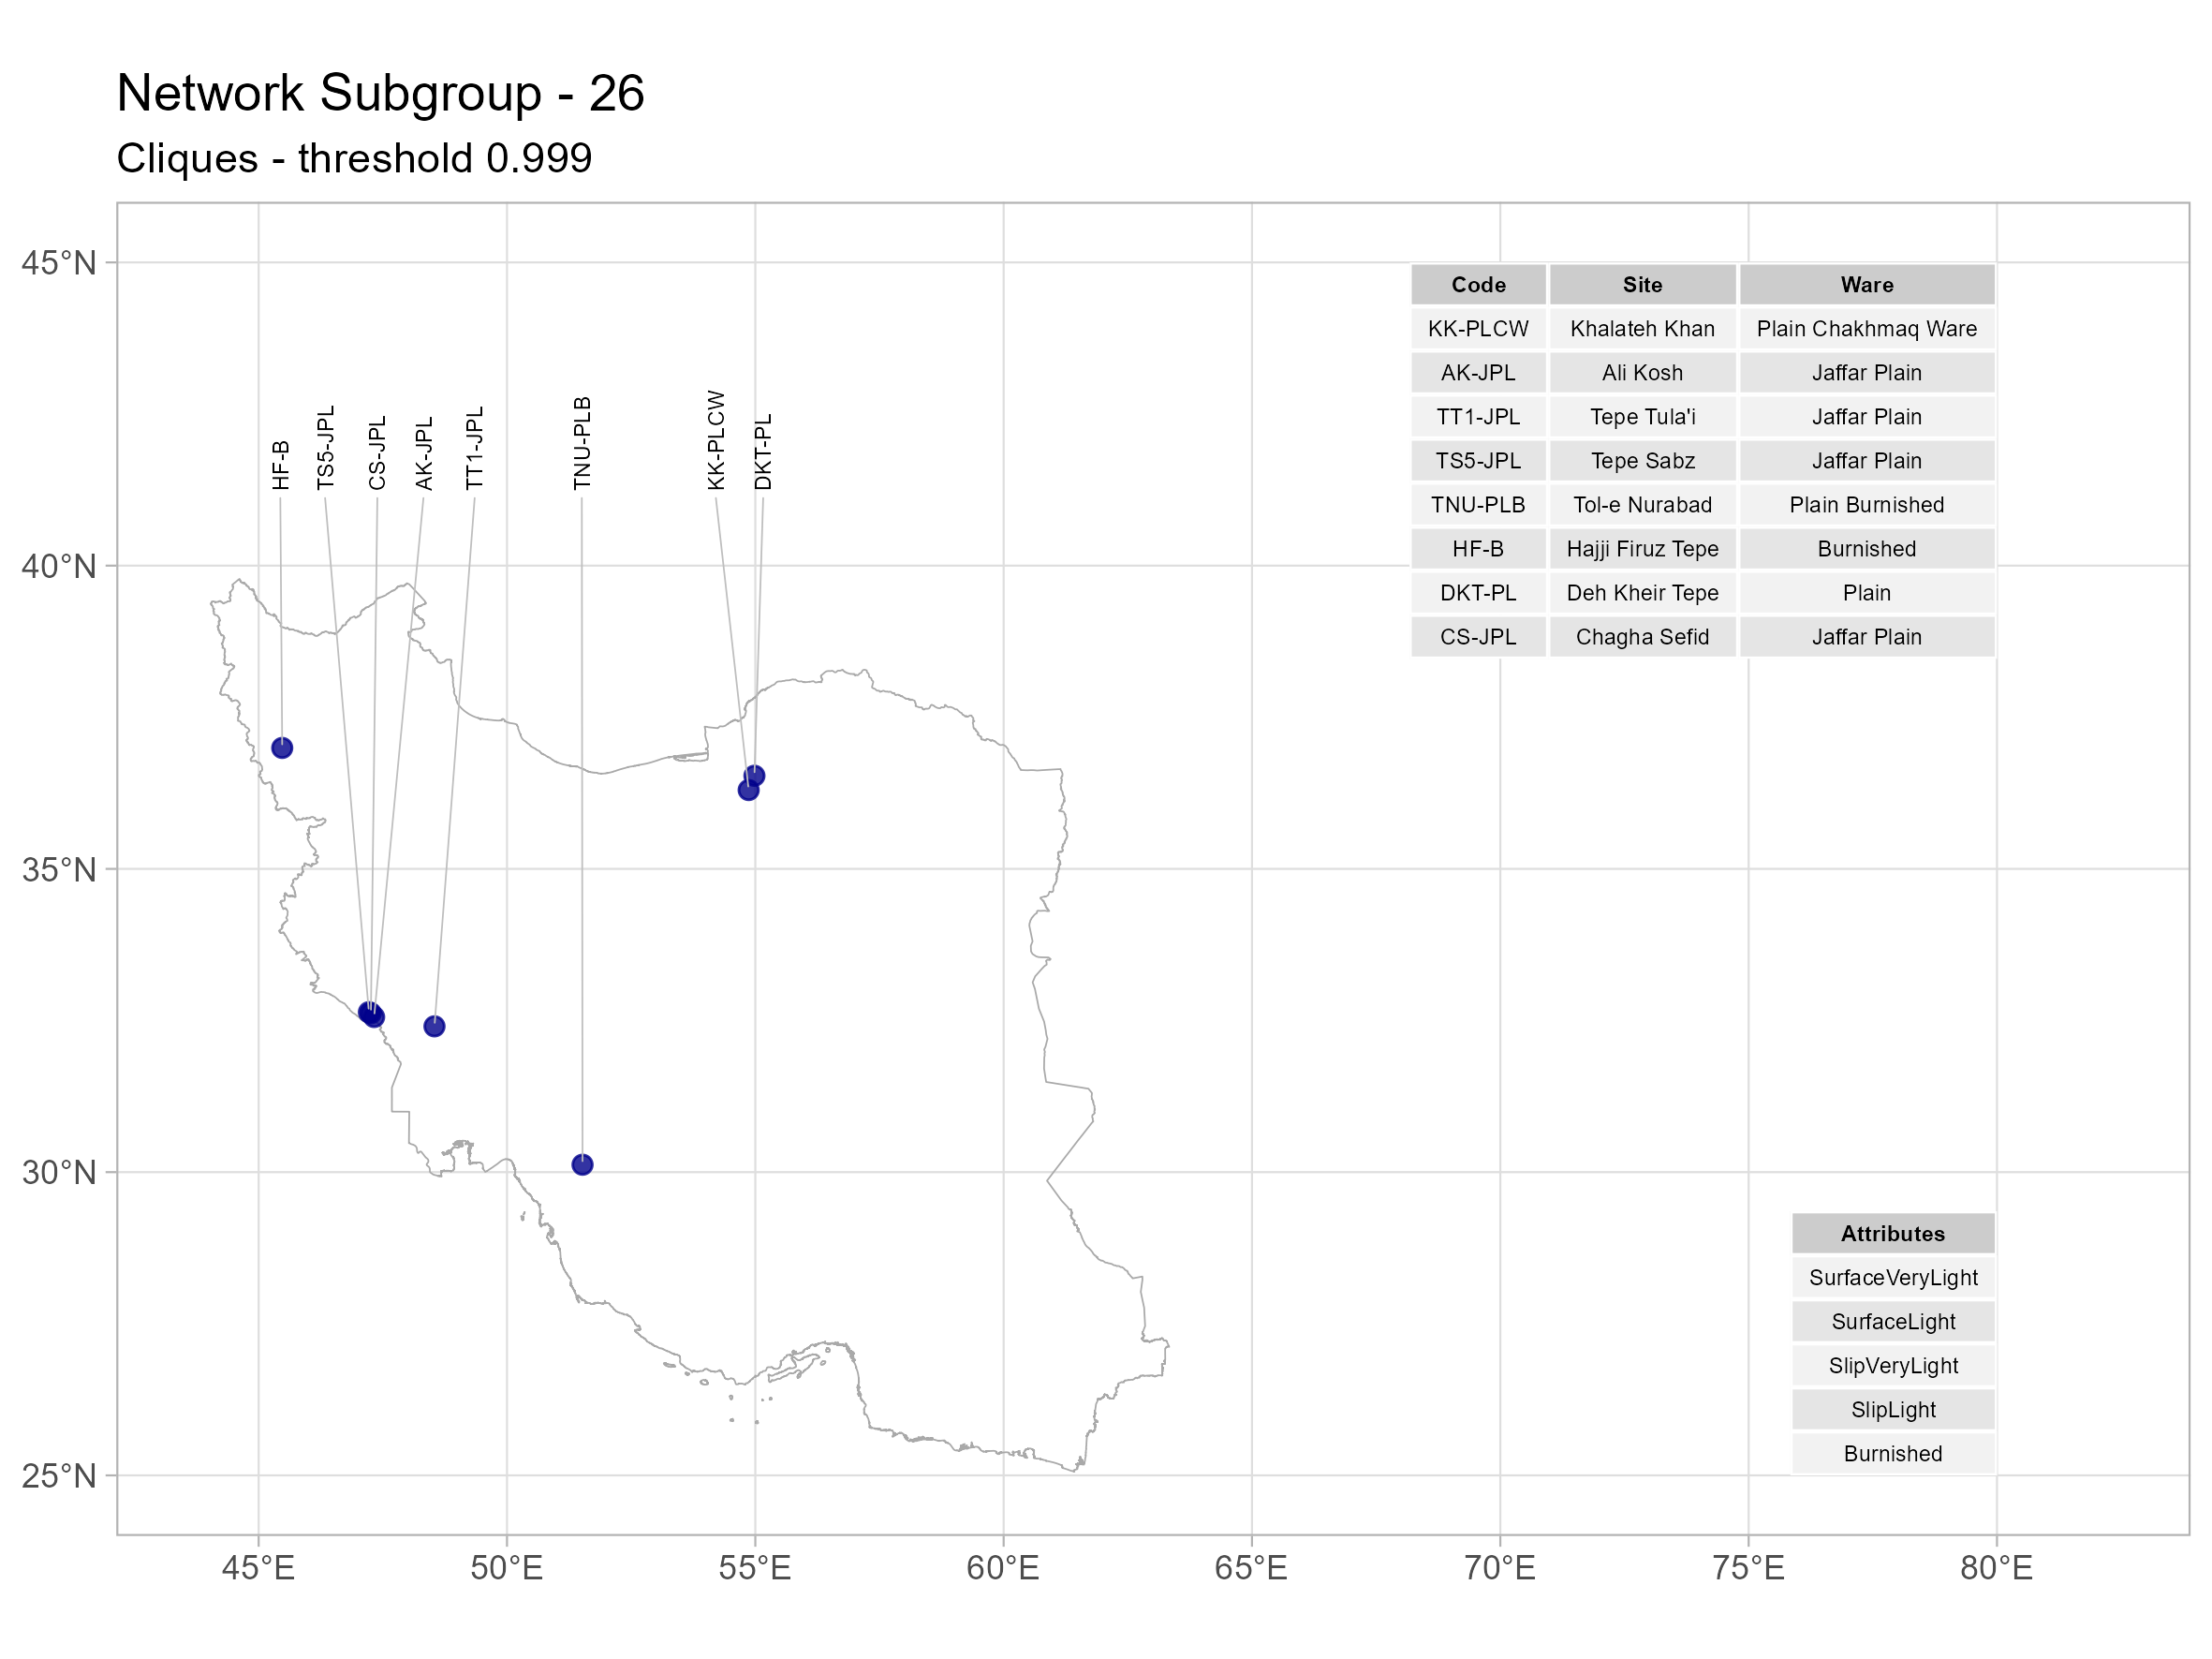 Network Subgroup - 26
Cliques - threshold 0.999
45°N
40°N
35°N
30°N
25°N
HF-B
TS5-JPL
CS-JPL
AK-JPL
TT1-JPL
TNU-PLB
KK-PLCW
DKT-PL
Code Site Ware
KK-PLCW Khalateh Khan Plain Chakhmaq Ware
AK-JPL Ali Kosh Jaffar Plain
TT1-JPL Tepe Tula'i Jaffar Plain
TS5-JPL Tepe Sabz Jaffar Plain
TNU-PLB Tol-e Nurabad Plain Burnished
HF-B Hajji Firuz Tepe Burnished
DKT-PL Deh Kheir Tepe Plain
CS-JPL Chagha Sefid Jaffar Plain
Attributes
SurfaceVeryLight
SurfaceLight
SlipVeryLight
SlipLight
Burnished
45°E 50°E 55°E 60°E 65°E 70°E 75°E 80°E